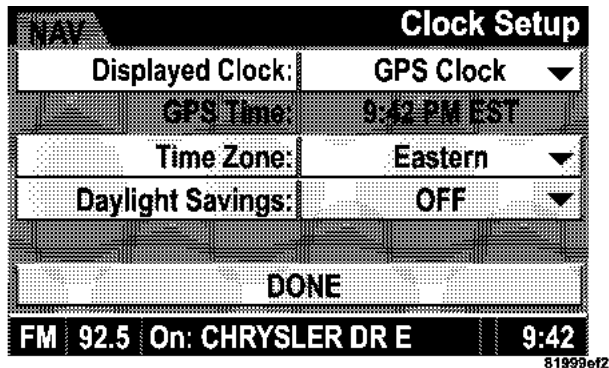 NAV
Clock Setup
Displayed Clock: GPS Clock
GPS Time: 9:42 PM EST
Time Zone: Eastern
Daylight Savings: OFF
DONE
FM 92.5 On: CHRYSLER DR E 9:42
81999ef2